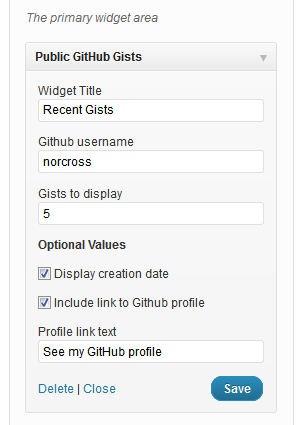 The primary widget area
Public GitHub Gists
Widget Title
Recent Gists
Github username
norcross
Gists to display
5
Optional Values
Display creation date
Include link to Github profile
Profile link text
See my GitHub profile
Delete | Close Save